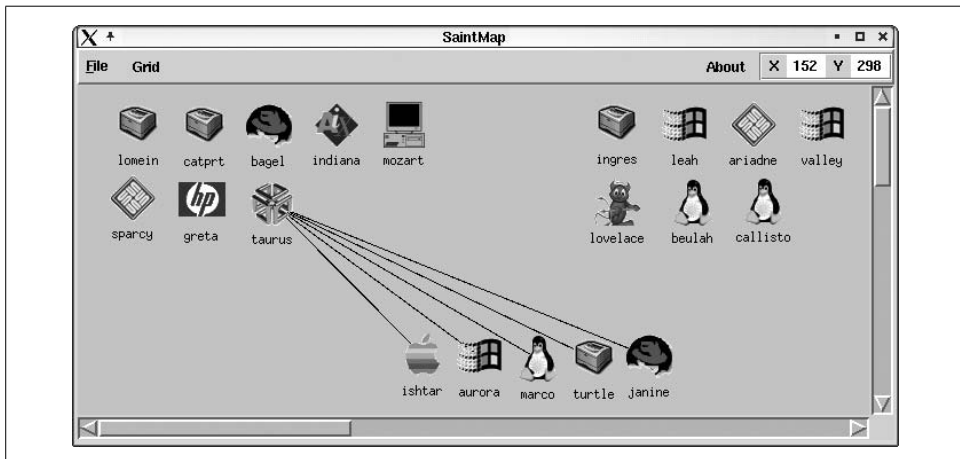 SaintMap
File Grid About X 152 Y 298
lomein catprt bagel indiana mozart ingres leah ariadne valley
hp
sparcy greta taurus lovelace beulah callisto
ishtar aurora marco turtle janine